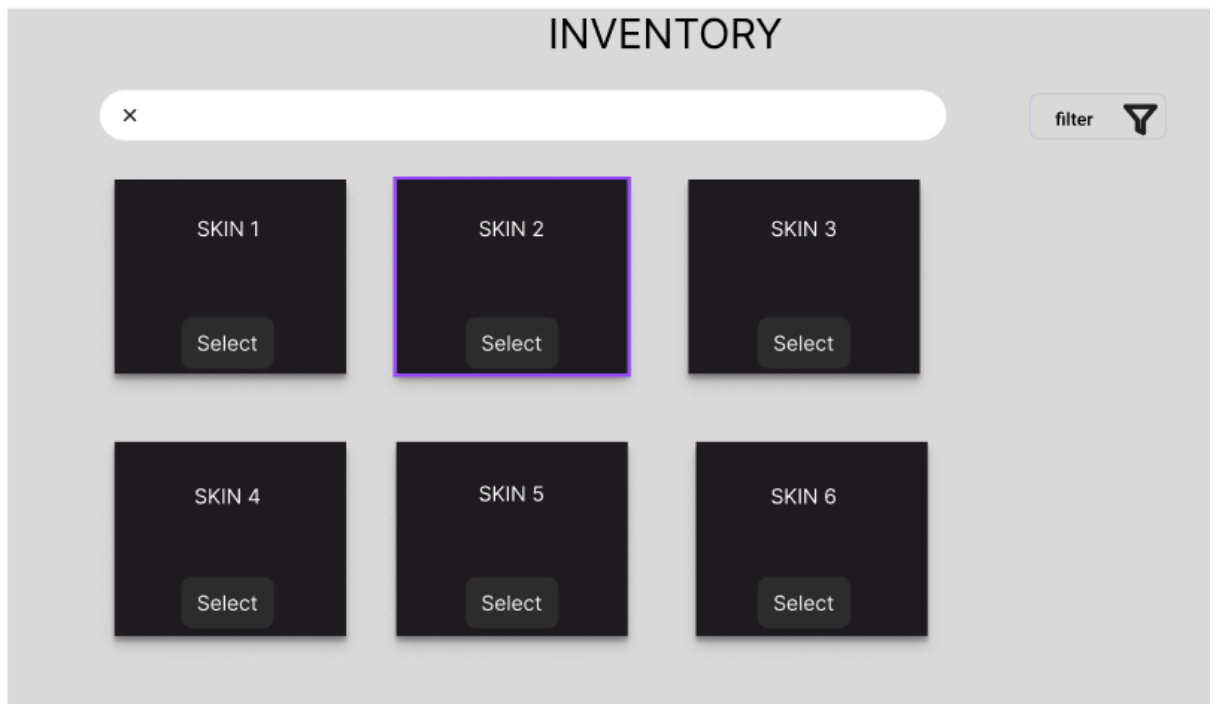 INVENTORY
×
filter
SKIN 1
SKIN 2
SKIN 3
Select
Select
Select
SKIN 4
SKIN 5
SKIN 6
Select
Select
Select